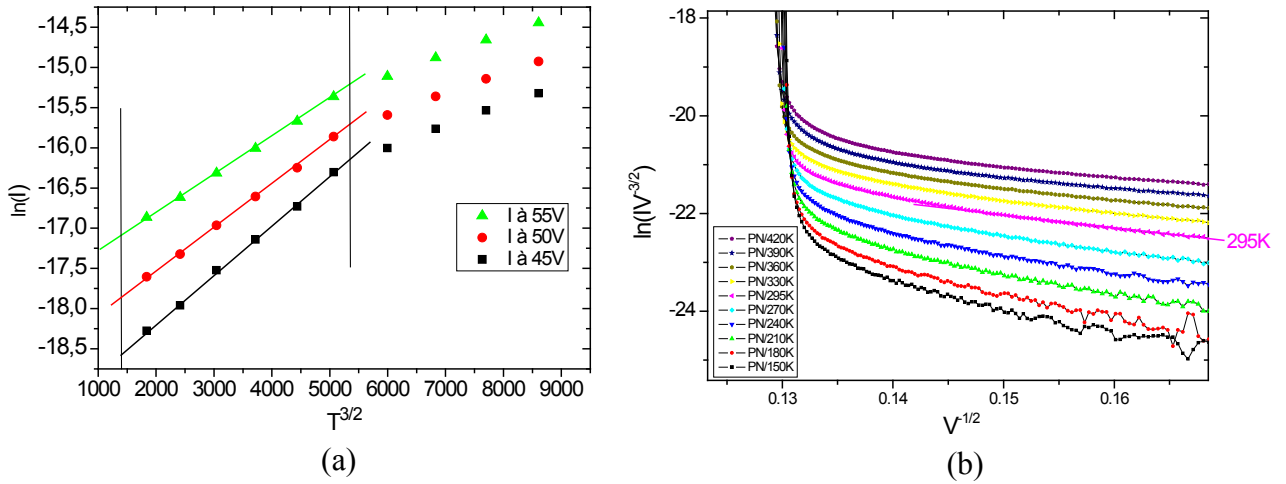 -14,5
-15,0
-15,5
-16,0
-16,5
-17,0
-17,5
-18,0
-18,5
ln(I)
1000 2000 3000 4000 5000 6000 7000 8000 9000
T^3/2
I à 55V
I à 50V
I à 45V
(a)
-18
-20
-22
-24
ln(IV^-3/2)
0.13 0.14 0.15 0.16
V^-1/2
PN/420K
PN/390K
PN/360K
PN/330K
PN/295K
PN/270K
PN/240K
PN/210K
PN/180K
PN/150K
295K
(b)